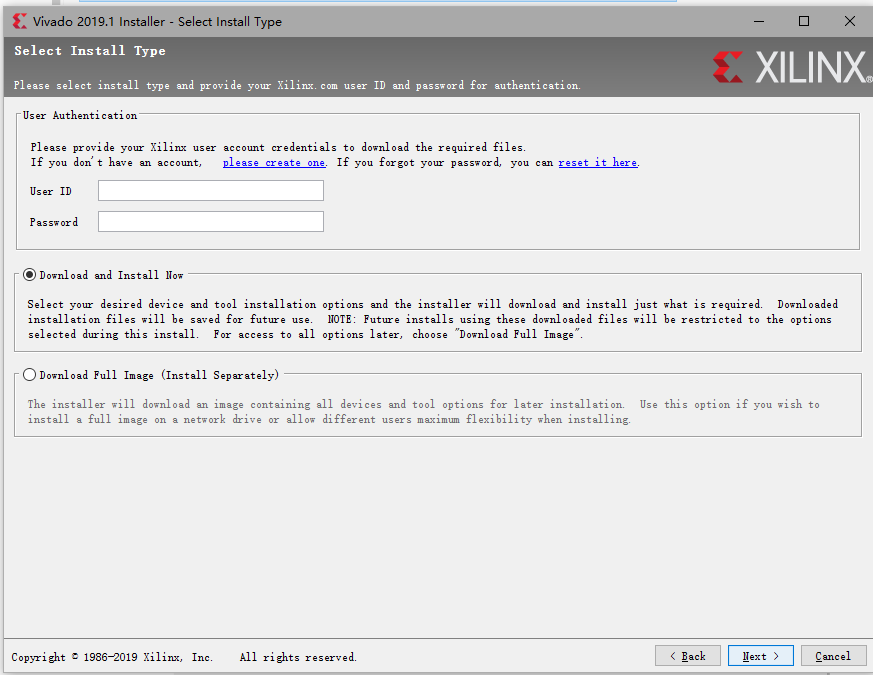 Vivado 2019.1 Installer - Select Install Type
Select Install Type
XILINX®
Please select install type and provide your Xilinx.com user ID and password for authentication.
User Authentication
Please provide your Xilinx user account credentials to download the required files.
If you don't have an account, please create one. If you forgot your password, you can reset it here.
User ID
Password
Download and Install Now
Select your desired device and tool installation options and the installer will download and install just what is required. Downloaded
installation files will be saved for future use. NOTE: Future installs using these downloaded files will be restricted to the options
selected during this install. For access to all options later, choose "Download Full Image".
Download Full Image (Install Separately)
The installer will download an image containing all devices and tool options for later installation. Use this option if you wish to
install a full image on a network drive or allow different users maximum flexibility when installing.
Copyright © 1986-2019 Xilinx, Inc. All rights reserved.
< Back
Next >
Cancel